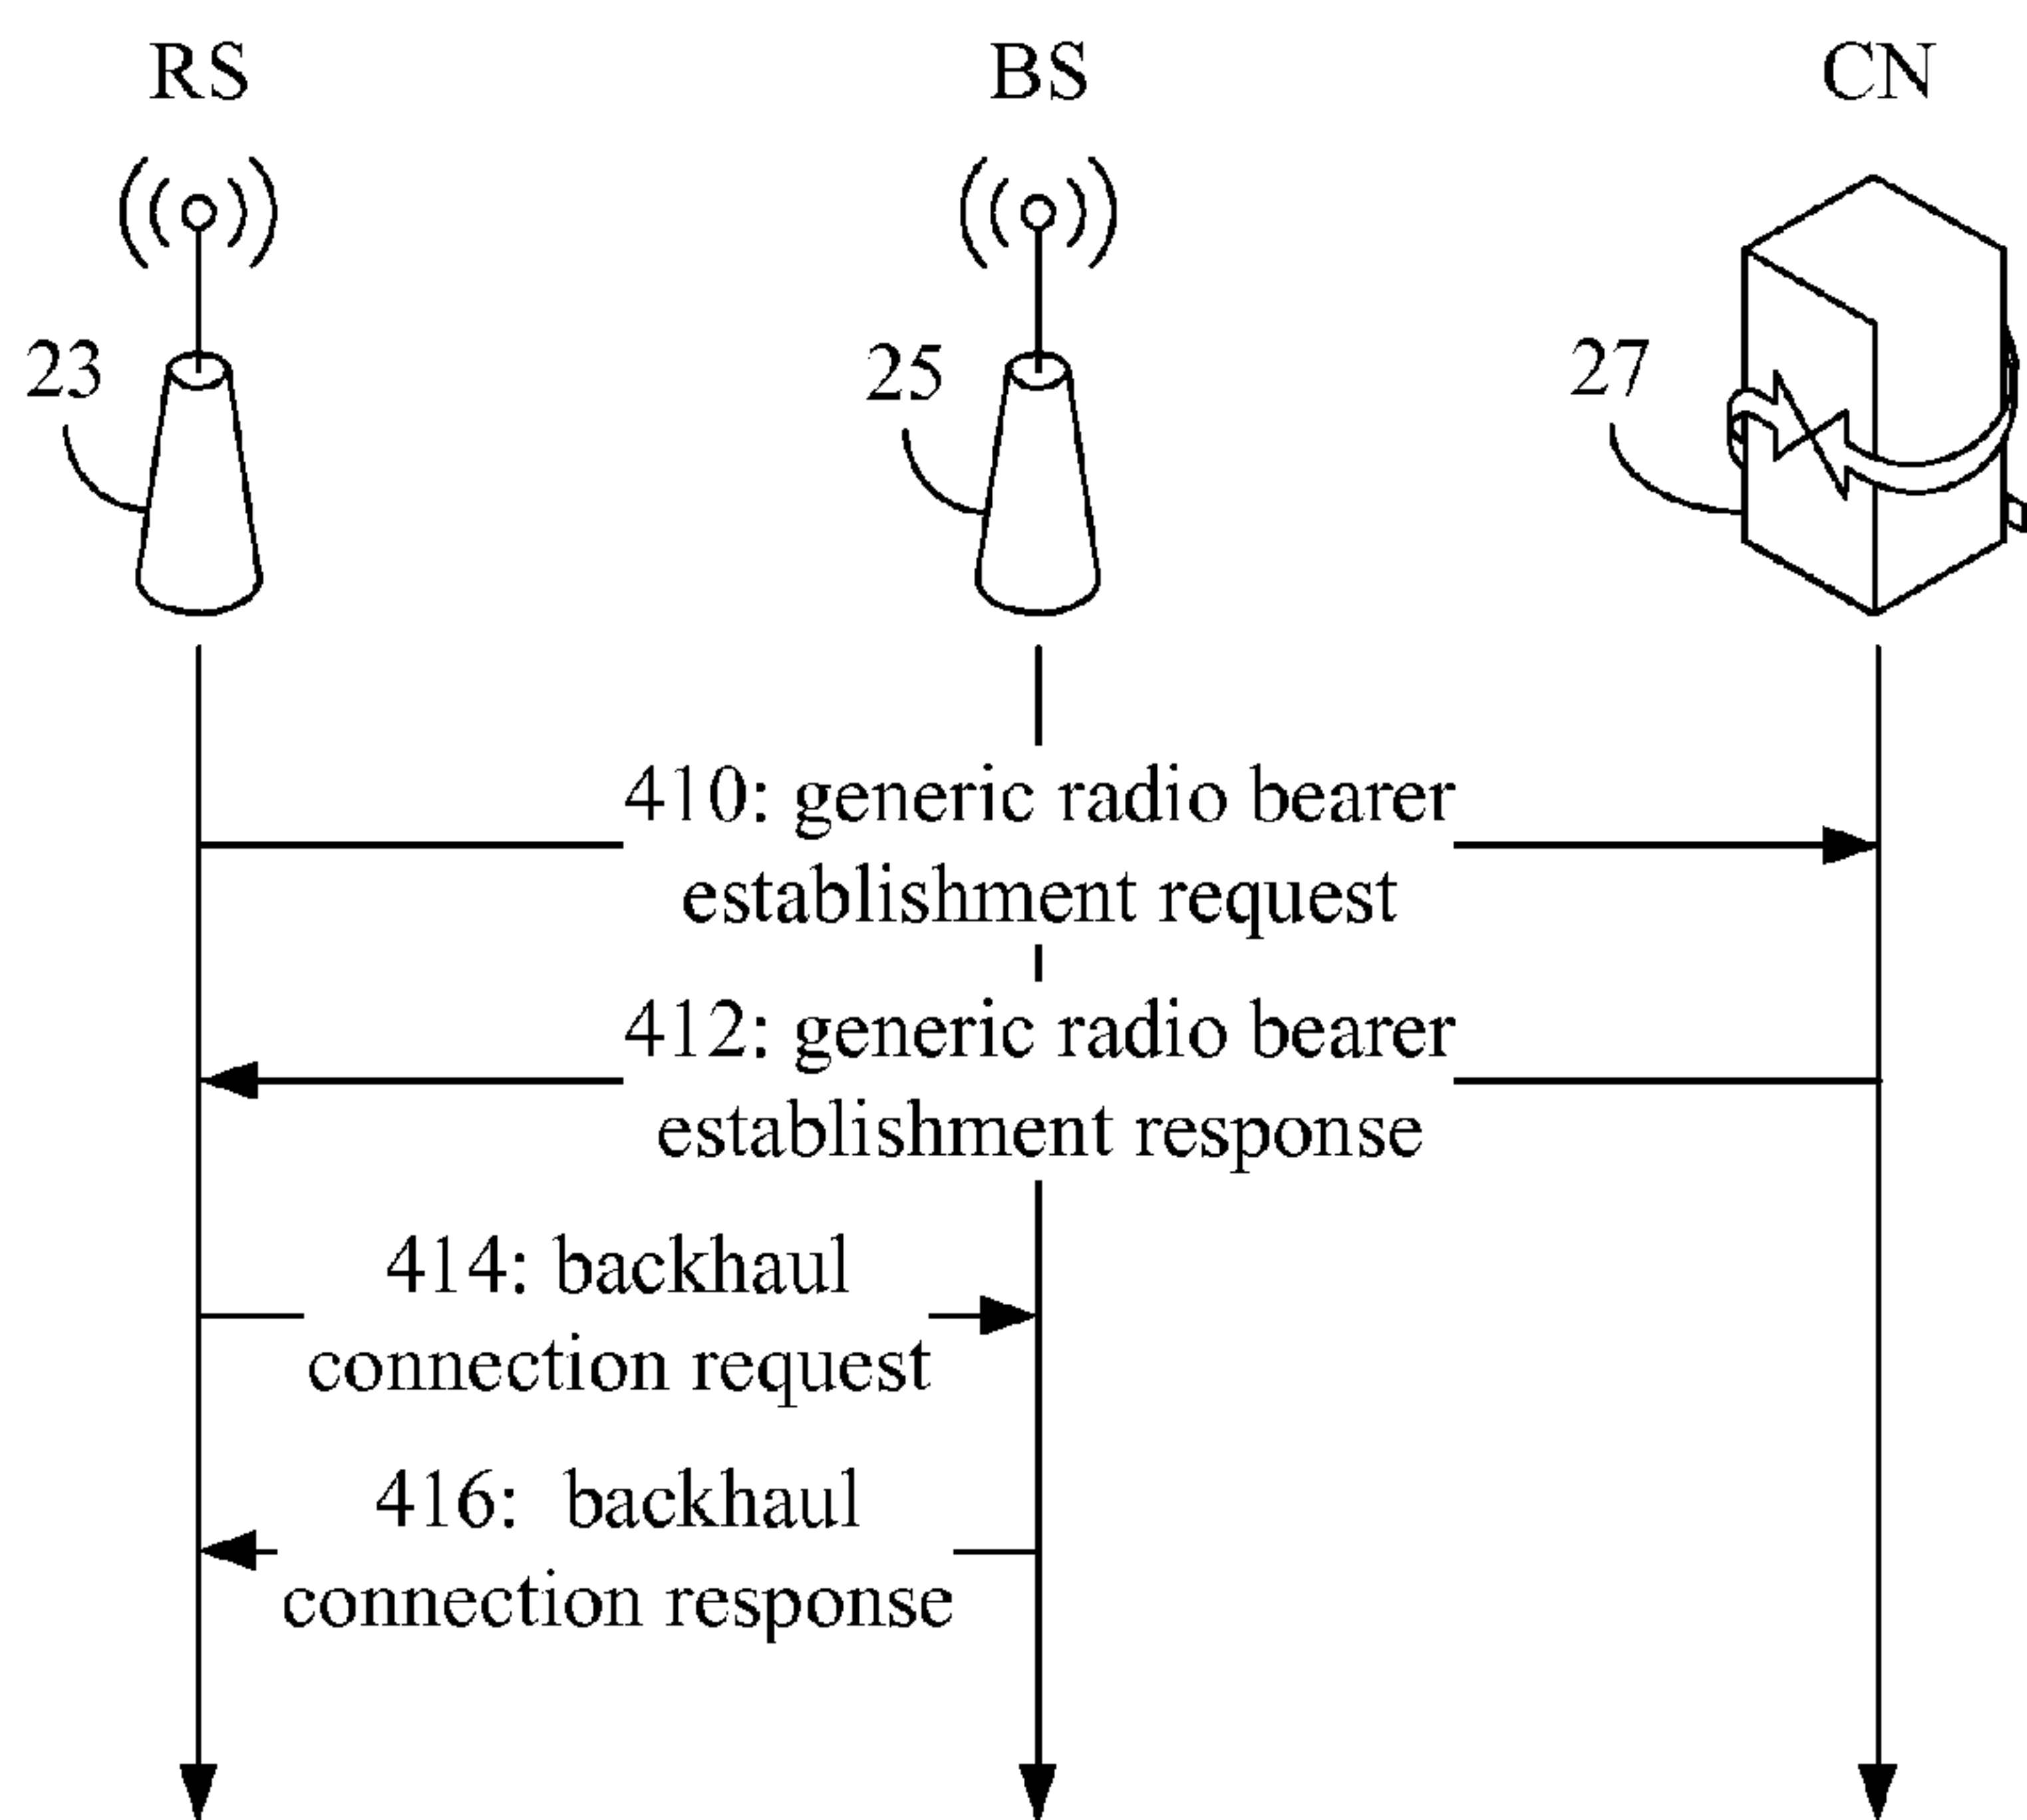 RS
BS
CN
23
25
27
410: generic radio bearer
establishment request
412: generic radio bearer
establishment response
414: backhaul
connection request
416: backhaul
connection response